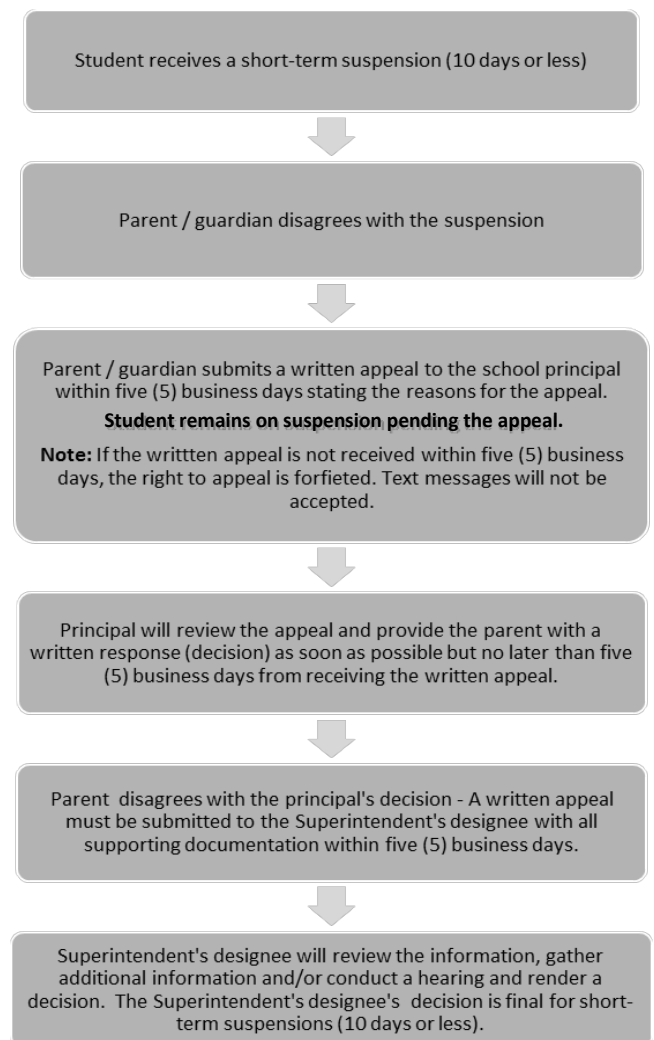 Student receives a short-term suspension (10 days or less)
Parent / guardian disagrees with the suspension
Parent / guardian submits a written appeal to the school principal
within five (5) business days stating the reasons for the appeal.
Student remains on suspension pending the appeal.
Note: If the writtten appeal is not received within five (5) business
days, the right to appeal is forfieted. Text messages will not be
accepted.
Principal will review the appeal and provide the parent with a
written response (decision) as soon as possible but no later than five
(5) business days from receiving the written appeal.
Parent disagrees with the principal's decision - A written appeal
must be submitted to the Superintendent's designee with all
supporting documentation within five (5) business days.
Superintendent's designee will review the information, gather
additional information and/or conduct a hearing and render a
decision. The Superintendent's designee's decision is final for short-
term suspensions (10 days or less).